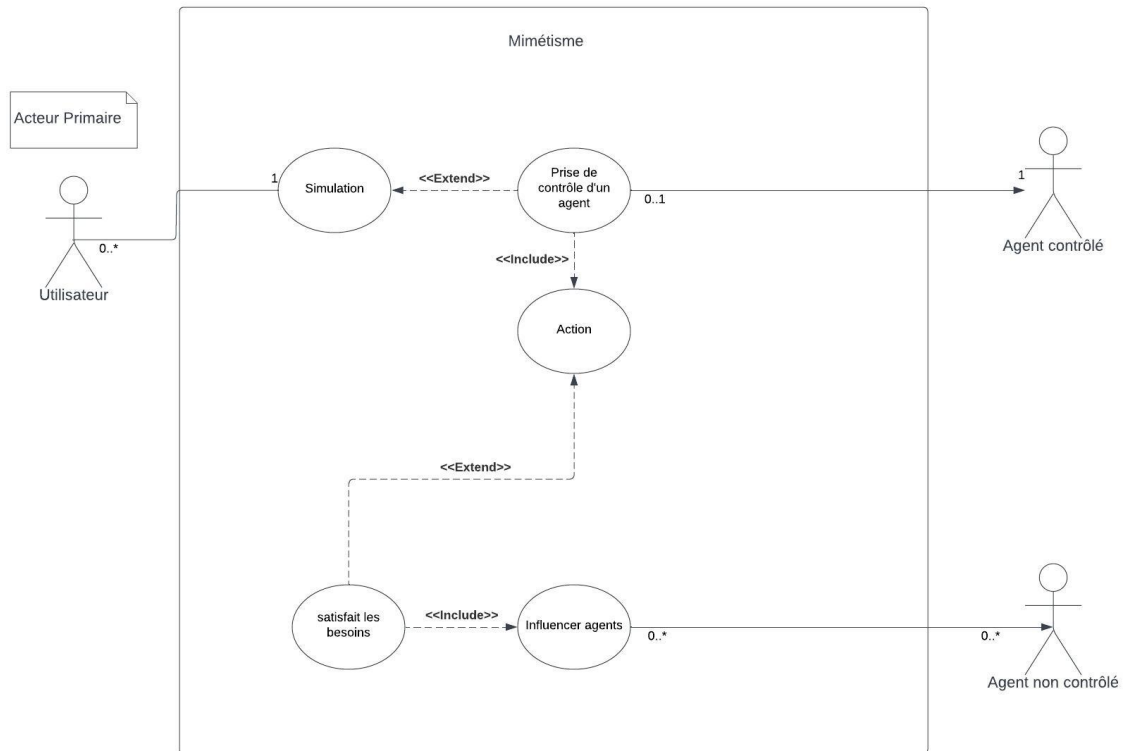 Mimétisme
Acteur Primaire
Simulation
<<Extend>>
Prise de
contrôle d'un
agent
1
0..*
Utilisateur
0..1
1
Agent contrôlé
<<Include>>
Action
<<Extend>>
satisfait les
besoins
<<Include>>
Influencer agents
0..*
0..*
Agent non contrôlé